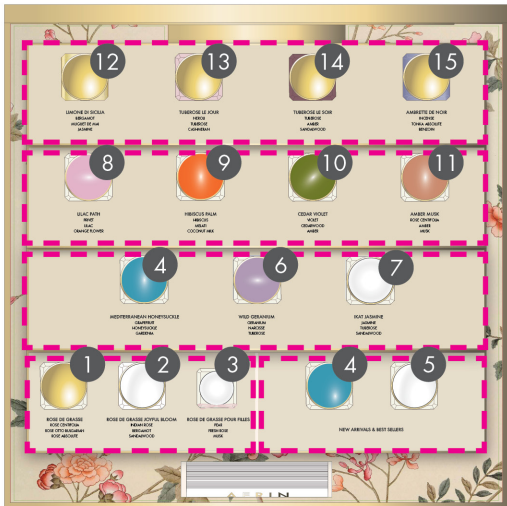 12 13 14 15
LIMONE DI SICILIA
BERGAMOT
MUGUET DE MAI
JASMINE
TUBEROSE LE JOUR
NEROLI
TUBEROSE
CASHMERAN
TUBEROSE LE SOIR
TUBEROSE
AMBER
SANDALWOOD
AMBRETTE DE NOIR
INCENSE
TONKA ABSOLUTE
BENZOIN
8 9 10 11
LILAC PATH
PRIVET
LILAC
ORANGE FLOWER
HIBISCUS PALM
HIBISCUS
MELATI
COCONUT MILK
CEDAR VIOLET
VIOLET
CEDARWOOD
AMBER
AMBER MUSK
ROSE CENTIFOLIA
AMBER
MUSK
4 6 7
MEDITERRANEAN HONEYSUCKLE
GRAPEFRUIT
HONEYSUCKLE
GARDENIA
WILD GERANIUM
GERANIUM
NARCISSE
TUBEROSE
IKAT JASMINE
JASMINE
TUBEROSE
SANDALWOOD
1 2 3 4 5
ROSE DE GRASSE
ROSE CENTIFOLIA
ROSE OTTO BULGARIAN
ROSE ABSOLUTE
ROSE DE GRASSE JOYFUL BLOOM
INDIAN ROSE
BERGAMOT
SANDALWOOD
ROSE DE GRASSE POUR FILLES
PEAR
FRESH ROSE
MUSK
NEW ARRIVALS & BEST SELLERS